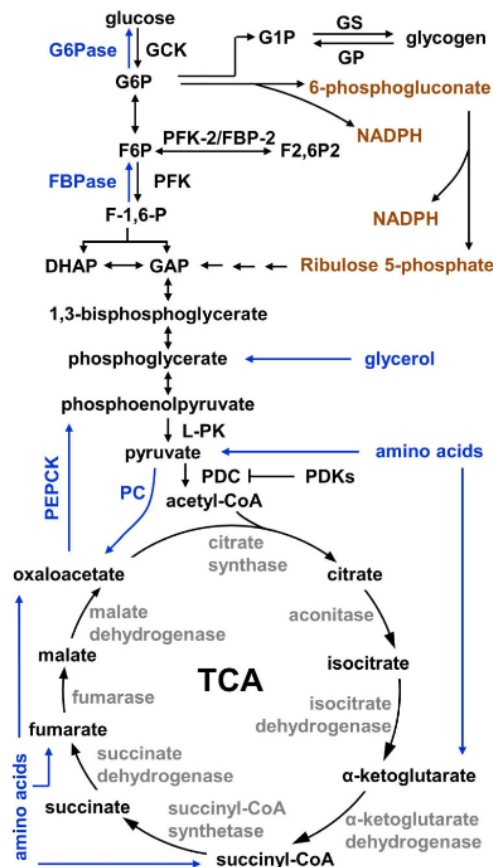 glucose
G6Pase
GCK
G1P
GS
GP
glycogen
G6P
6-phosphogluconate
NADPH
PFK-2/FBP-2
F6P
F2,6P2
FBPase
PFK
NADPH
F-1,6-P
DHAP
GAP
Ribulose 5-phosphate
1,3-bisphosphoglycerate
phosphoglycerate
glycerol
phosphoenolpyruvate
L-PK
pyruvate
amino acids
PEPCK
PC
PDC
PDKs
acetyl-CoA
citrate
synthase
oxaloacetate
citrate
malate
dehydrogenase
aconitase
malate
isocitrate
TCA
fumarase
isocitrate
dehydrogenase
fumarate
succinate
dehydrogenase
α-ketoglutarate
amino acids
succinate
succinyl-CoA
synthetase
α-ketoglutarate
dehydrogenase
succinyl-CoA